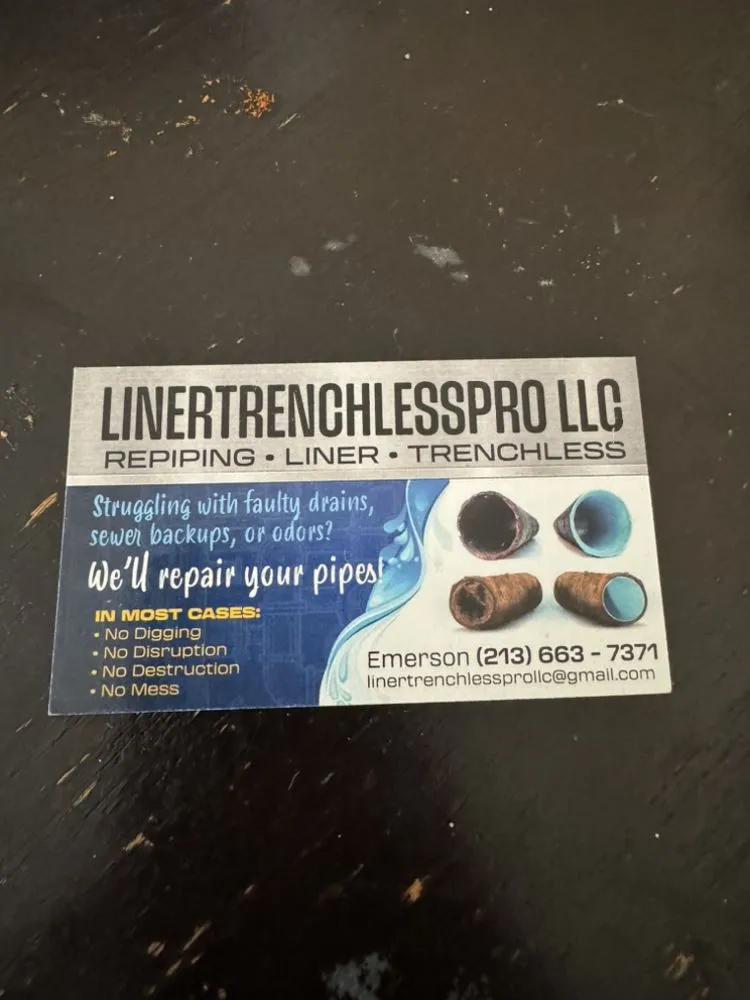 LINERTRENCHLESSPRO LLC
REPIPING • LINER • TRENCHLESS
Struggling with faulty drains,
sewer backups, or odors?
We'll repair your pipes!
IN MOST CASES:
• No Digging
• No Disruption
• No Destruction
• No Mess
Emerson (213) 663 - 7371
linertrenchlessprollc@gmail.com